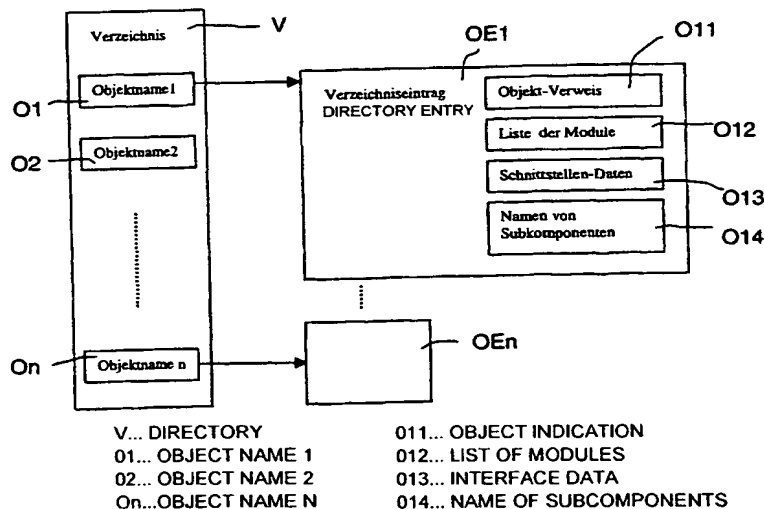 Verzeichnis
V
Objektname1
O1
Objektname2
O2
Objektname n
On
OE1
Verzeichniseintrag
DIRECTORY ENTRY
Objekt-Verweis
O11
Liste der Module
O12
Schnittstellen-Daten
O13
Namen von
Subkomponenten
O14
OEn
V... DIRECTORY
01... OBJECT NAME 1
02... OBJECT NAME 2
On...OBJECT NAME N
011... OBJECT INDICATION
012... LIST OF MODULES
013... INTERFACE DATA
014... NAME OF SUBCOMPONENTS